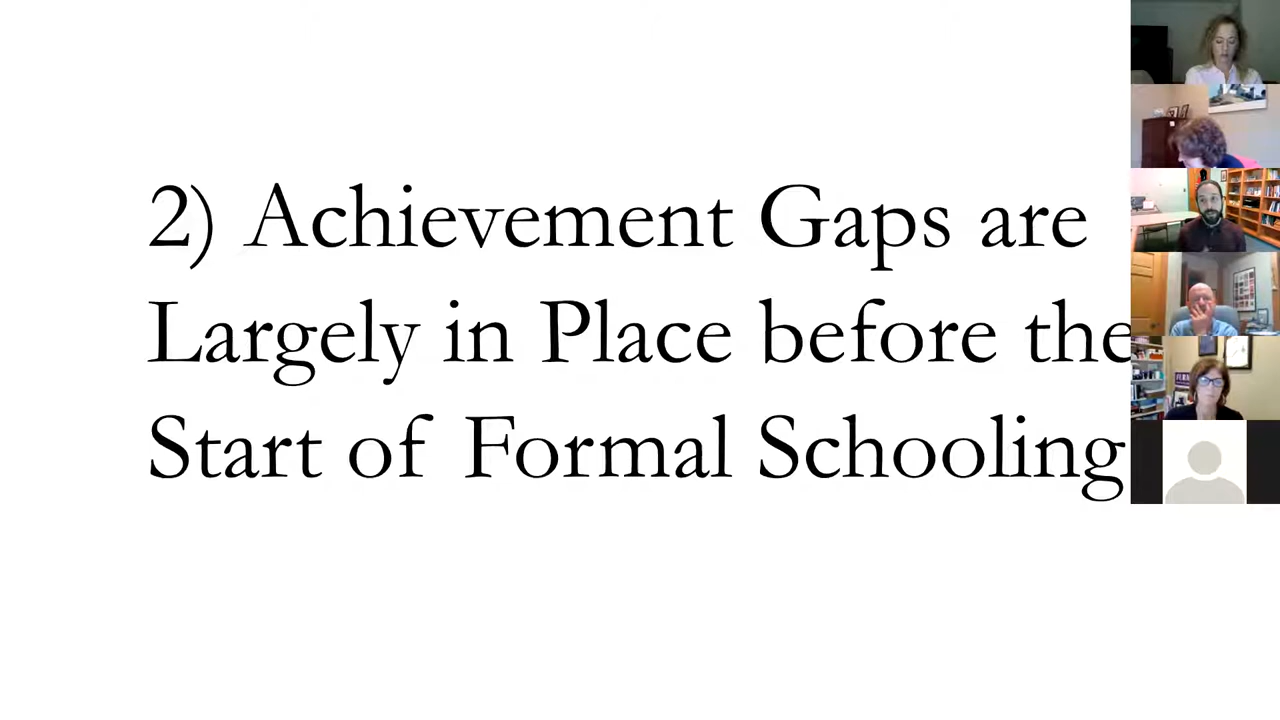 2) Achievement Gaps are
Largely in Place before the
Start of Formal Schooling